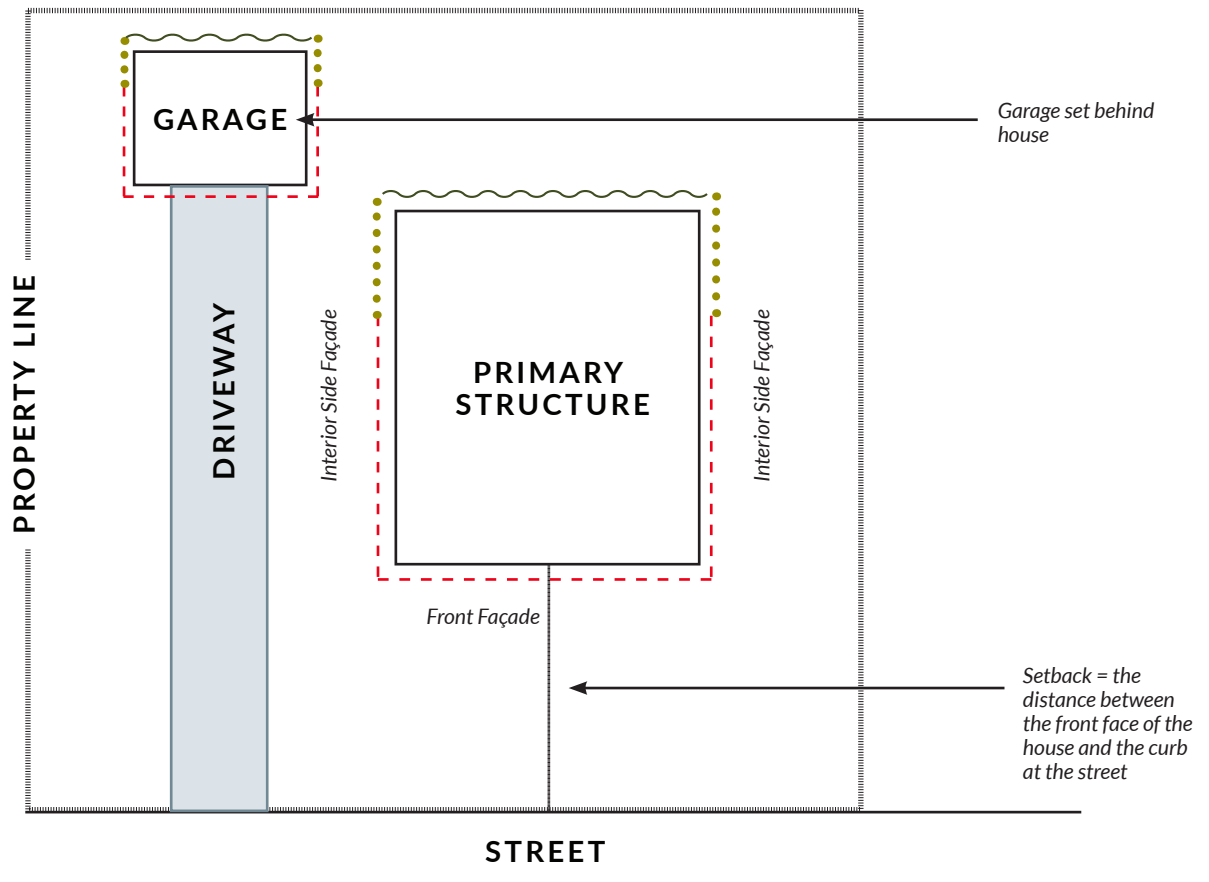 GARAGE
Garage set behind
house
PROPERTY LINE
DRIVEWAY
Interior Side Façade
PRIMARY
STRUCTURE
Interior Side Façade
Front Façade
Setback = the
distance between
the front face of the
house and the curb
at the street
STREET